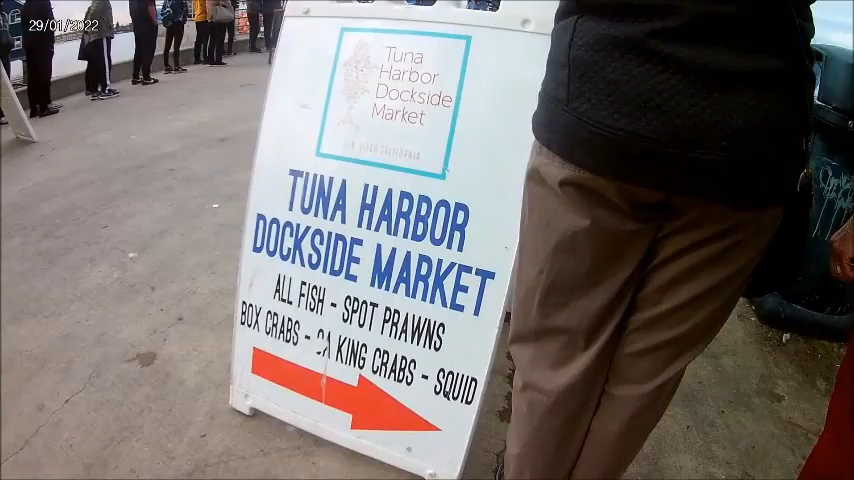 29/01/2022
Tuna
Harbor
Dockside
Market
SAN DIEGO CALIFORNIA
TUNA HARBOR
DOCKSIDE MARKET
ALL FISH - SPOT PRAWNS
BOX CRABS - CA KING CRABS - SQUID